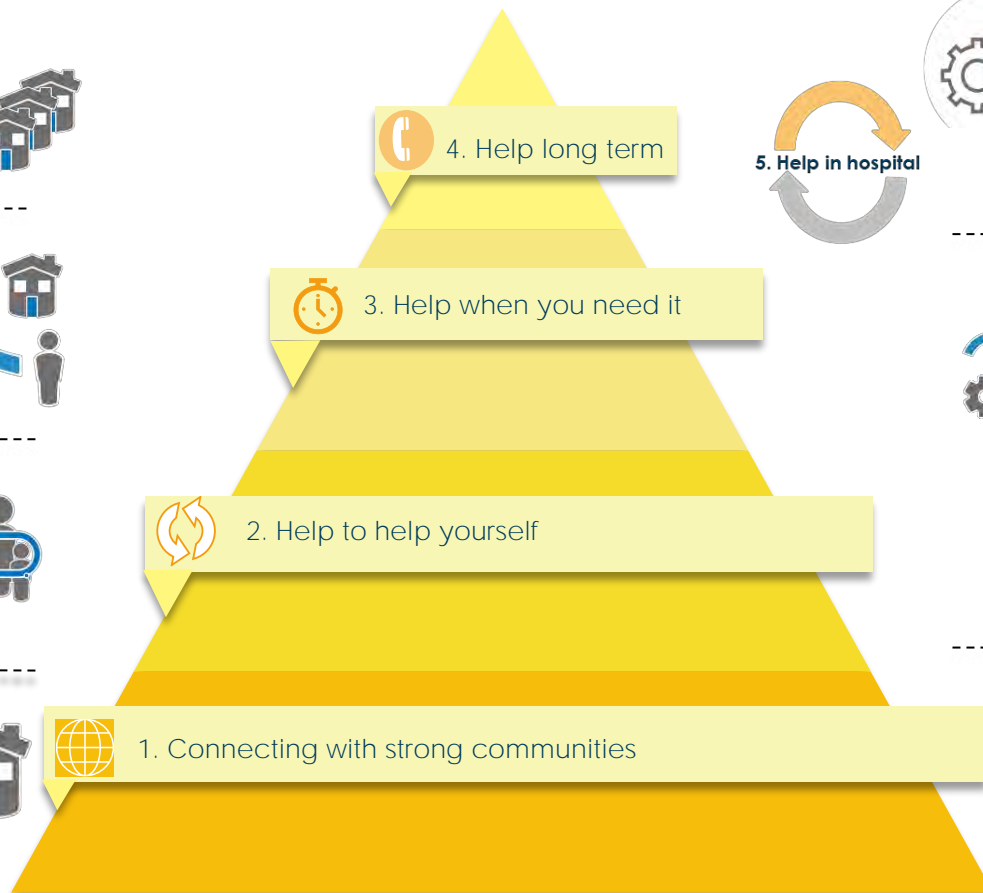 4. Help long term
5. Help in hospital
3. Help when you need it
2. Help to help yourself
1. Connecting with strong communities